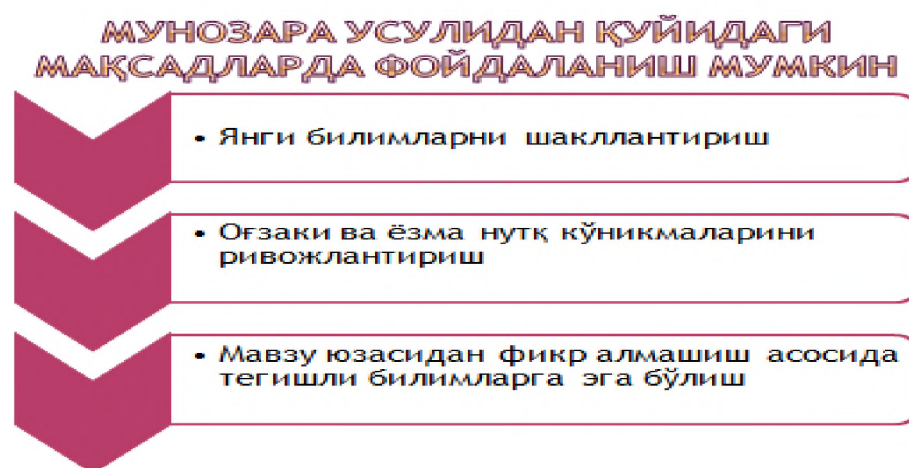 МУНОЗАРА УСУЛИДАН ҚУЙИДАГИ
МАҚСАДЛАРДА ФОЙДАЛАНИШ МУМКИН
• Янги билимларни шакллантириш
• Оғзаки ва ёзма нутқ кўникмаларини
ривожлантириш
• Мавзу юзасидан фикр алмашиш асосида
тегишли билимларга эга бўлиш